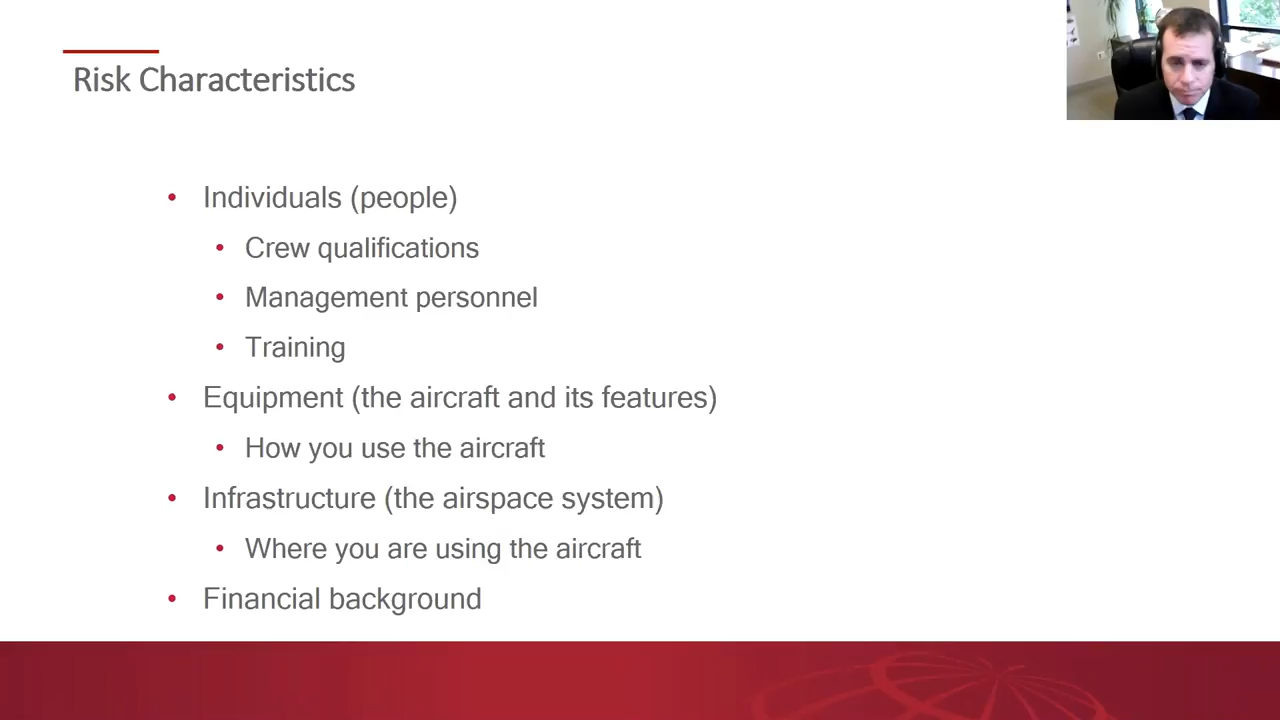 Risk Characteristics
• Individuals (people)
• Crew qualifications
• Management personnel
• Training
• Equipment (the aircraft and its features)
• How you use the aircraft
• Infrastructure (the airspace system)
• Where you are using the aircraft
• Financial background